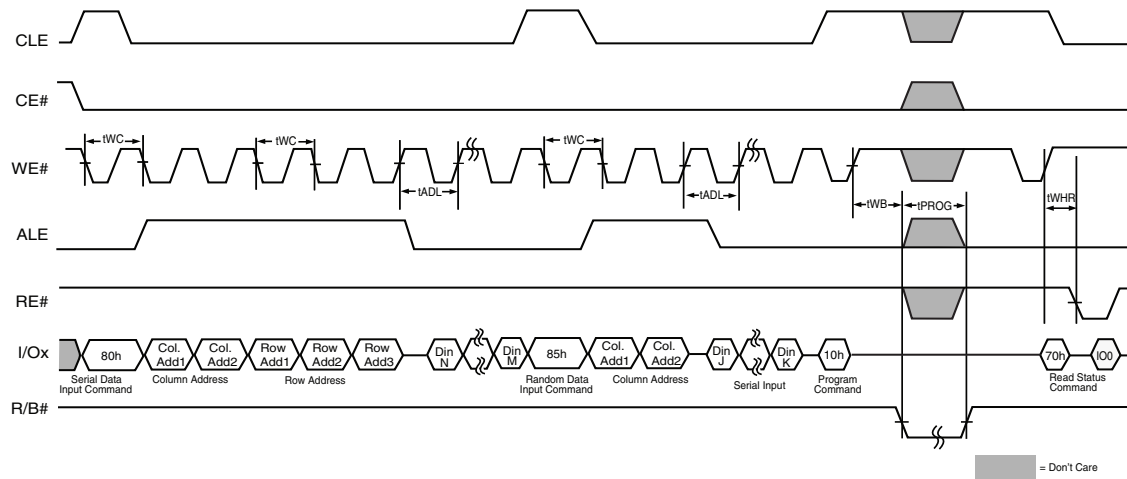 CLE
CE#
tWC
tWC
tWC
WE#
tADL
tADL
tWB
tPROG
tWHR
ALE
RE#
I/Ox
80h
Col.
Add1
Col.
Add2
Row
Add1
Row
Add2
Row
Add3
Din
N
Din
M
85h
Col.
Add1
Col.
Add2
Din
J
Din
K
10h
70h
IO0
Serial Data
Input Command
Column Address
Row Address
Random Data
Input Command
Column Address
Serial Input
Program
Command
Read Status
Command
R/B#
= Don't Care